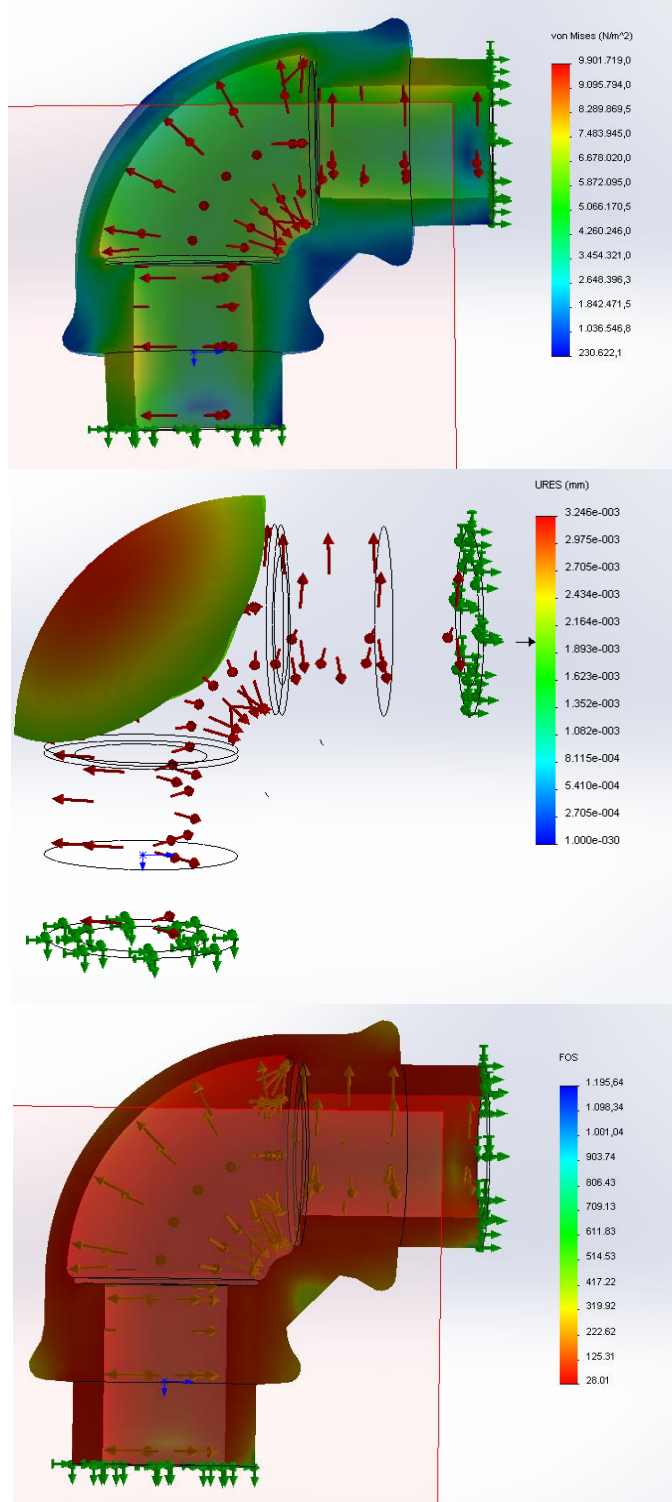 von Mises (N/m^2)
9.901.719,0
9.095.794,0
8.289.869,5
7.483.945,0
6.678.020,0
5.872.095,0
5.066.170,5
4.260.246,0
3.454.321,0
2.648.396,3
1.842.471,5
1.036.546,8
230.622,1
URES (mm)
3.246e-003
2.975e-003
2.705e-003
2.434e-003
2.164e-003
1.893e-003
1.623e-003
1.352e-003
1.082e-003
8.115e-004
5.410e-004
2.705e-004
1.000e-030
FOS
1.195,64
1.098,34
1.001,04
903.74
806.43
709.13
611.83
514.53
417.22
319.92
222.62
125.31
28.01